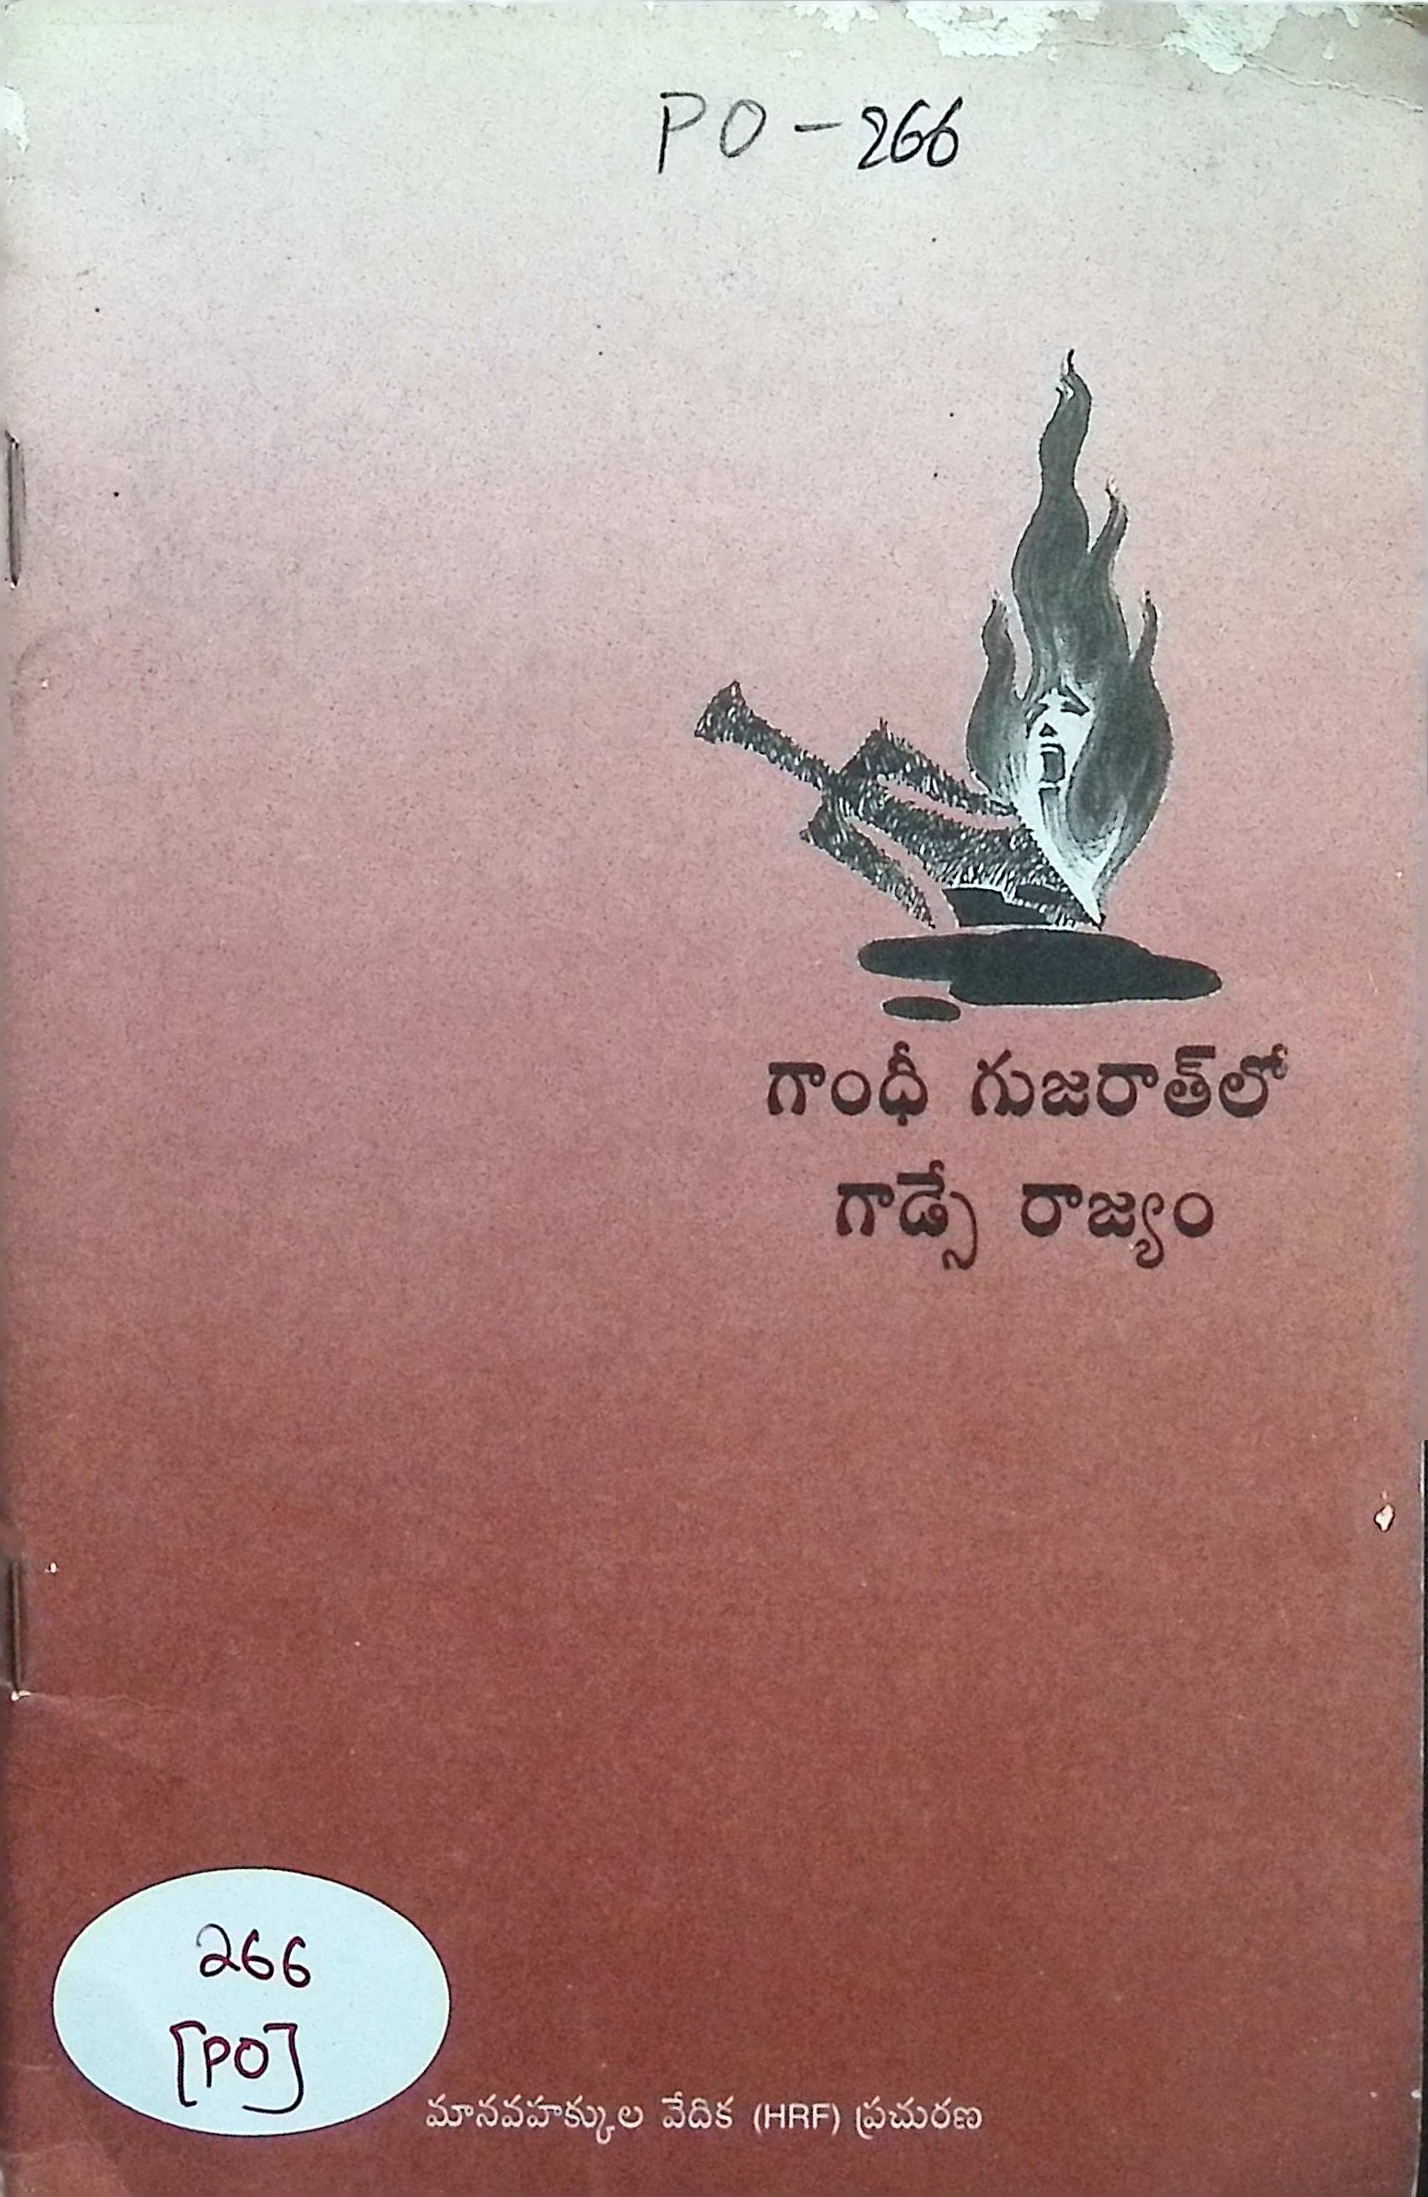 PO - 266
గాంధీ గుజరాత్‌లో
గాడ్సే రాజ్యం
266
[PO]
మానవహక్కుల వేదిక (HRF) ప్రచురణ